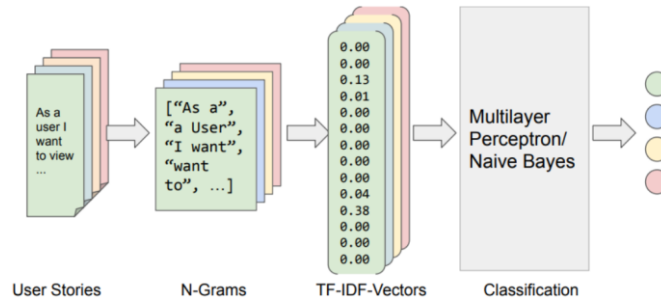 As a
user I
want
to view
...
["As a",
"a User",
"I want",
"want
to", ...]
0.00
0.00
0.13
0.01
0.00
0.00
0.00
0.00
0.00
0.04
0.38
0.00
0.00
0.00
Multilayer
Perceptron/
Naive Bayes
User Stories
N-Grams
TF-IDF-Vectors
Classification